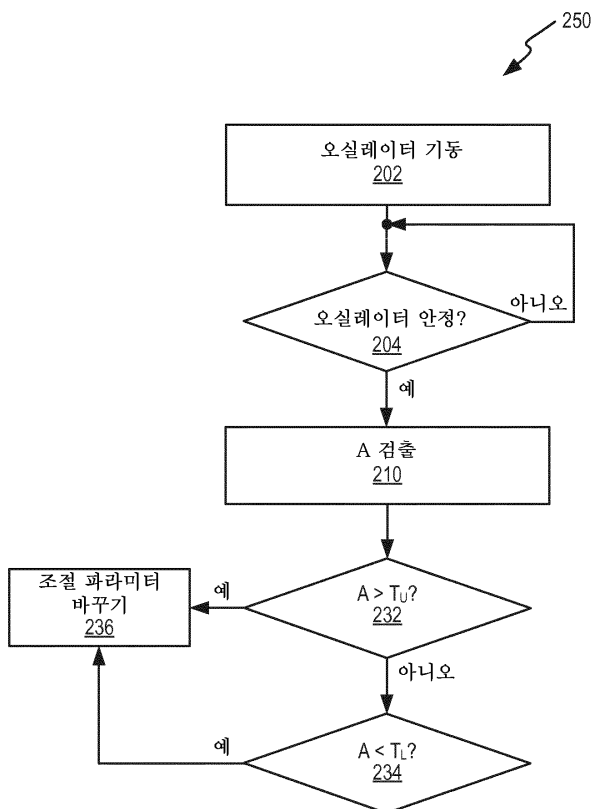 250
오실레이터 기동
202
아니오
오실레이터 안정?
204
예
A 검출
210
조절 파라미터
바꾸기
236
예
A > TU?
232
아니오
예
A < TL?
234